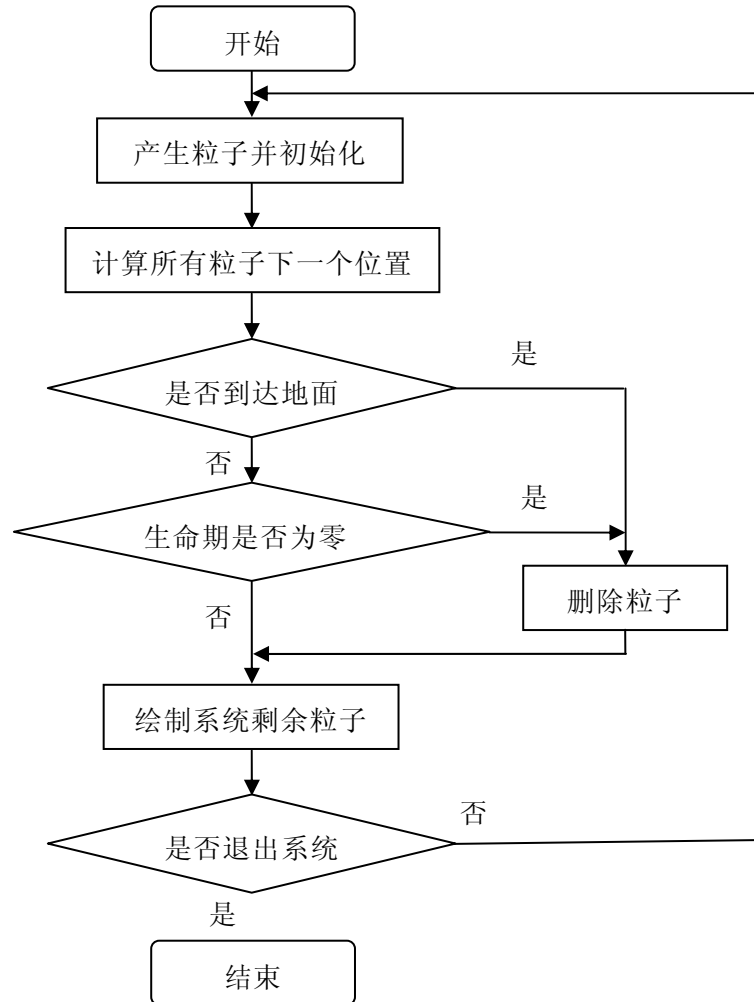 开始
产生粒子并初始化
计算所有粒子下一个位置
是
是否到达地面
否
是
生命期是否为零
删除粒子
否
绘制系统剩余粒子
否
是否退出系统
是
结束